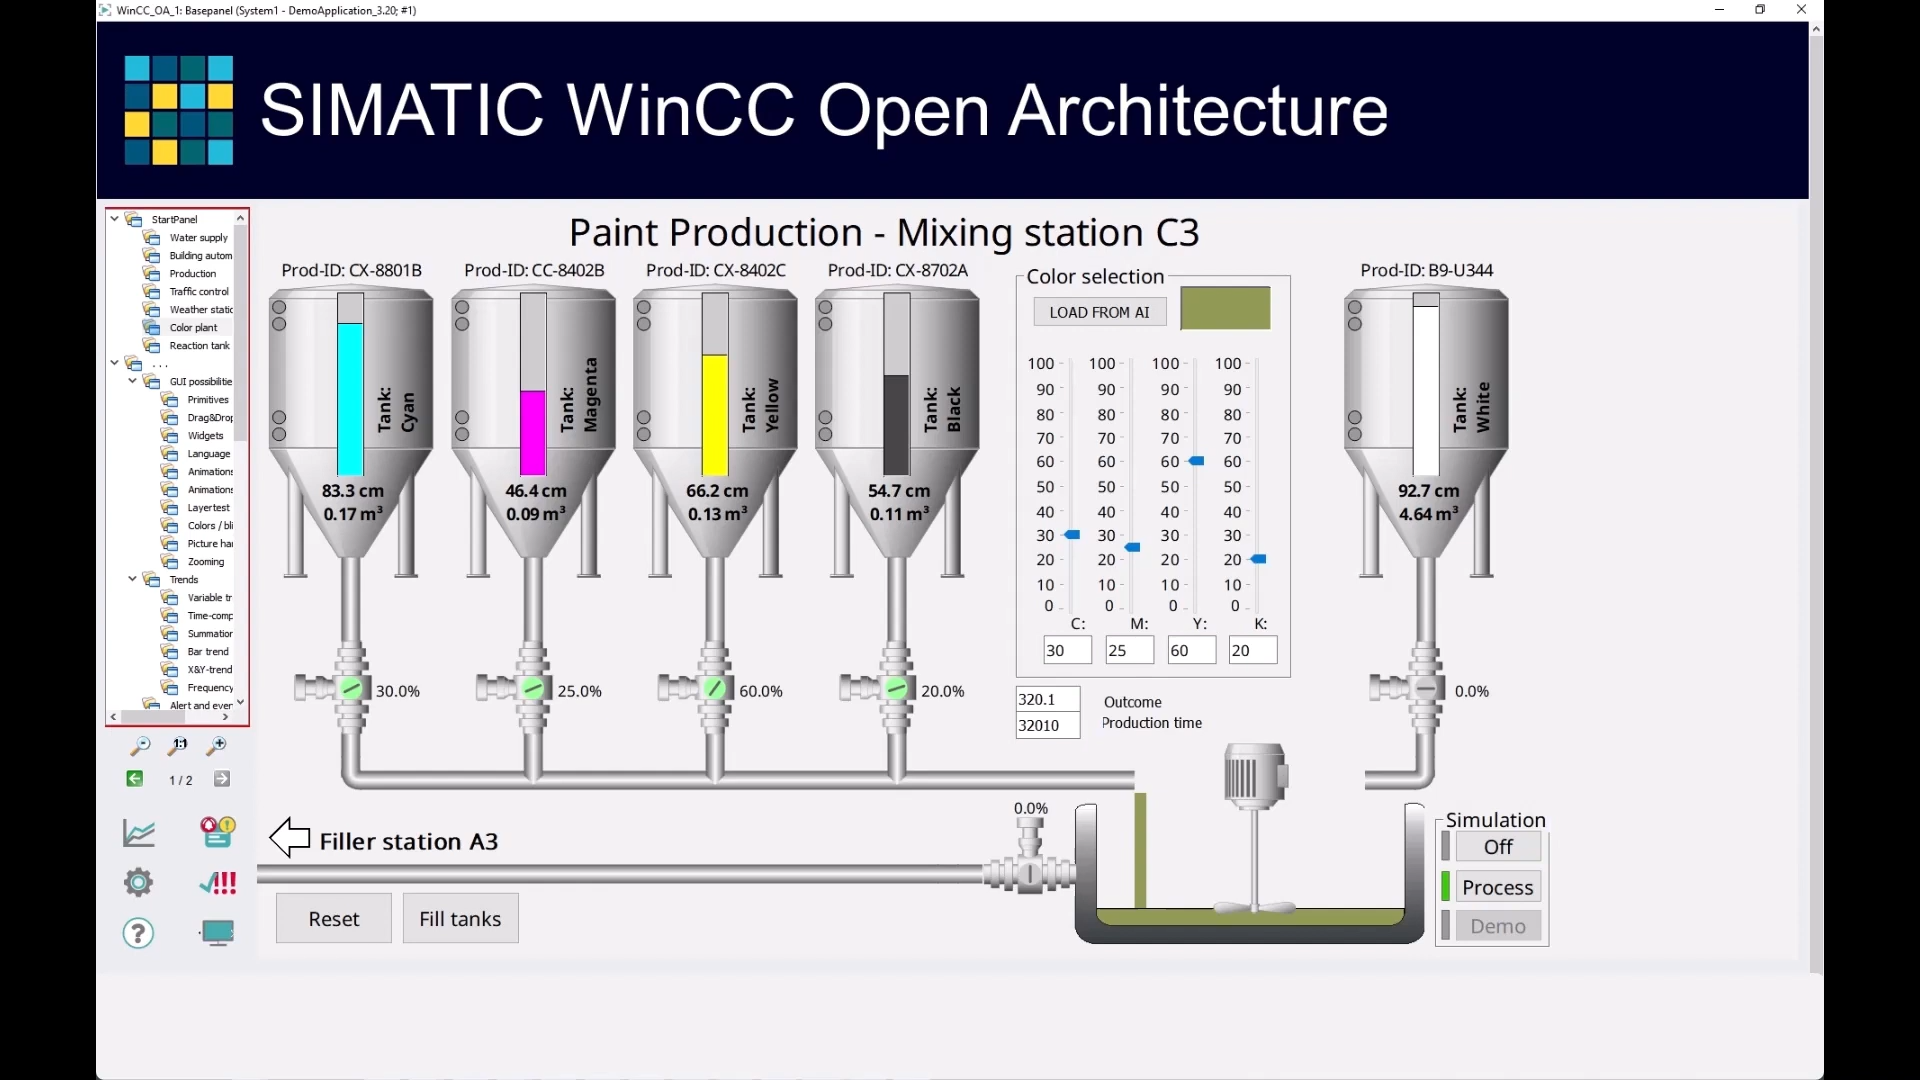 WinCC_OA_1: Basepanel (System1 - DemoApplication_3.20; #1)
SIMATIC WinCC Open Architecture
StartPanel
Water supply
Building autom
Production
Traffic control
Weather static
Color plant
Reaction tank
. . .
GUI possibilitie
Primitives
Drag&Drop
Widgets
Language
Animations
Animations
Layertest
Colors / bli
Picture har
Zooming
Trends
Variable tr
Time-comp
Summation
Bar trend
X&Y-trend
Frequency
Alert and ever
1:1
1 / 2
Paint Production - Mixing station C3
Prod-ID: CX-8801B
Prod-ID: CC-8402B
Prod-ID: CX-8402C
Prod-ID: CX-8702A
Prod-ID: B9-U344
Tank:
Cyan
Tank:
Magenta
Tank:
Yellow
Tank:
Black
Tank:
White
83.3 cm
0.17 m³
46.4 cm
0.09 m³
66.2 cm
0.13 m³
54.7 cm
0.11 m³
92.7 cm
4.64 m³
Color selection
LOAD FROM AI
100 100 100 100
90 90 90 90
80 80 80 80
70 70 70 70
60 60 60 60
50 50 50 50
40 40 40 40
30 30 30 30
20 20 20 20
10 10 10 10
0 0 0 0
C: M: Y: K:
30 25 60 20
30.0%
25.0%
60.0%
20.0%
0.0%
320.1 Outcome
32010 Production time
0.0%
Filler station A3
Reset
Fill tanks
Simulation
Off
Process
Demo